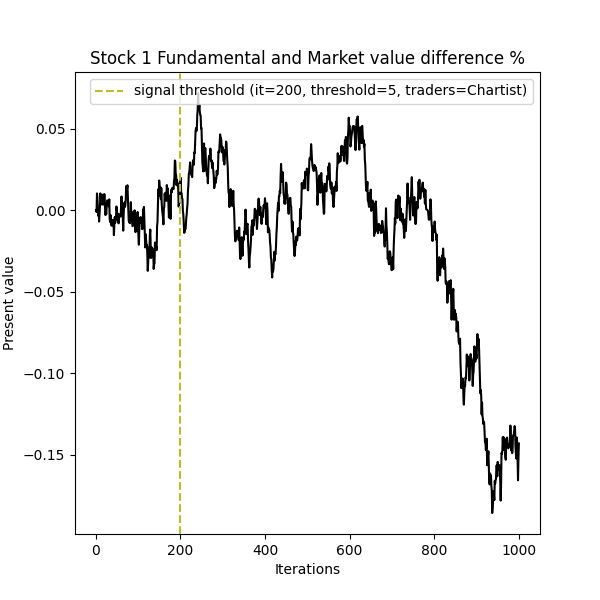 Stock 1 Fundamental and Market value difference %
signal threshold (it=200, threshold=5, traders=Chartist)
0.05
0.00
−0.05
−0.10
−0.15
Present value
0 200 400 600 800 1000
Iterations